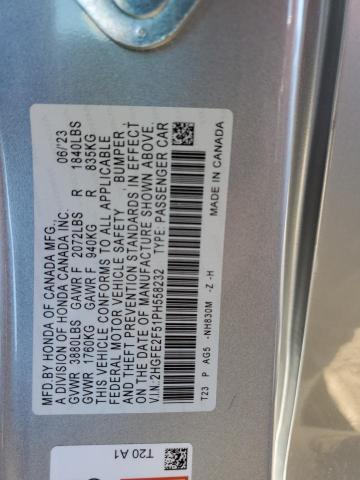 MFD.BY HONDA OF CANADA MFG., 06/'23
A DIVISION OF HONDA CANADA INC.
GVWR 3880LBS GAWR F 2072LBS R 1840LBS
GVWR 1760KG GAWR F 940KG R 835KG
THIS VEHICLE CONFORMS TO ALL APPLICABLE
FEDERAL MOTOR VEHICLE SAFETY, BUMPER,
AND THEFT PREVENTION STANDARDS IN EFFECT
ON THE DATE OF MANUFACTURE SHOWN ABOVE.
V.I.N.:2HGFE2F51PH558232 TYPE: PASSENGER CAR
T23 P AG5 -NH830M -Z -H
MADE IN CANADA
T20 A1